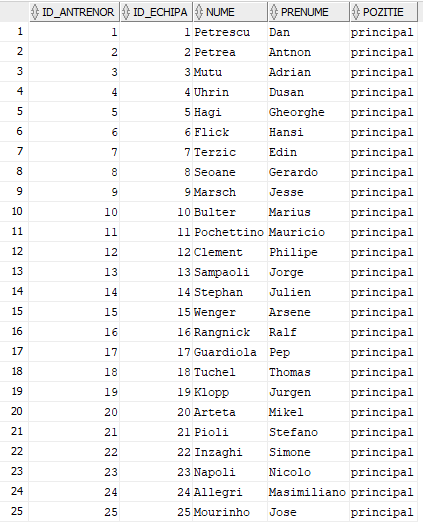 ID_ANTRENOR ID_ECHIPA NUME PRENUME POZITIE
1 1 1 Petrescu Dan principal
2 2 2 Petrea Antnon principal
3 3 3 Mutu Adrian principal
4 4 4 Uhrin Dusan principal
5 5 5 Hagi Gheorghe principal
6 6 6 Flick Hansi principal
7 7 7 Terzic Edin principal
8 8 8 Seoane Gerardo principal
9 9 9 Marsch Jesse principal
10 10 10 Bulter Marius principal
11 11 11 Pochettino Mauricio principal
12 12 12 Clement Philipe principal
13 13 13 Sampaoli Jorge principal
14 14 14 Stephan Julien principal
15 15 15 Wenger Arsene principal
16 16 16 Rangnick Ralf principal
17 17 17 Guardiola Pep principal
18 18 18 Tuchel Thomas principal
19 19 19 Klopp Jurgen principal
20 20 20 Arteta Mikel principal
21 21 21 Pioli Stefano principal
22 22 22 Inzaghi Simone principal
23 23 23 Napoli Nicolo principal
24 24 24 Allegri Masimiliano principal
25 25 25 Mourinho Jose principal